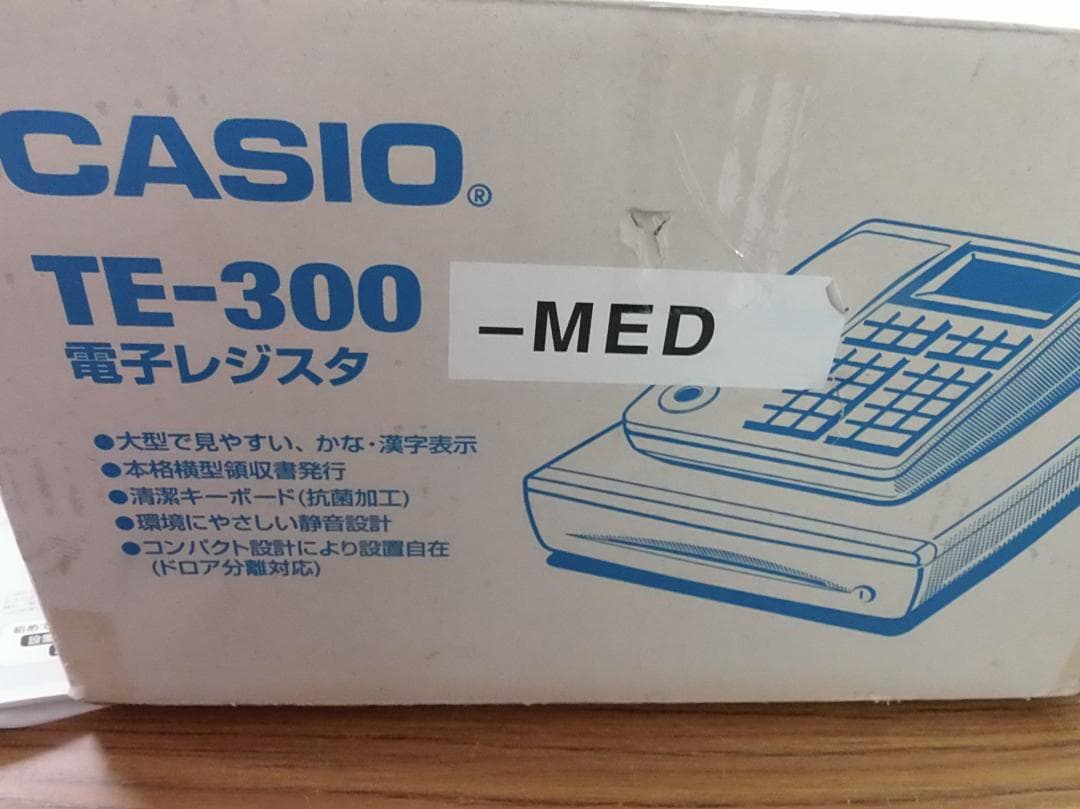 CASIO®
TE-300
–MED
電子レジスタ
●大型で見やすい、かな・漢字表示
●本格横型領収書発行
●清潔キーボード(抗菌加工)
●環境にやさしい静音設計
●コンパクト設計により設置自在
(ドロア分離対応)
初めて